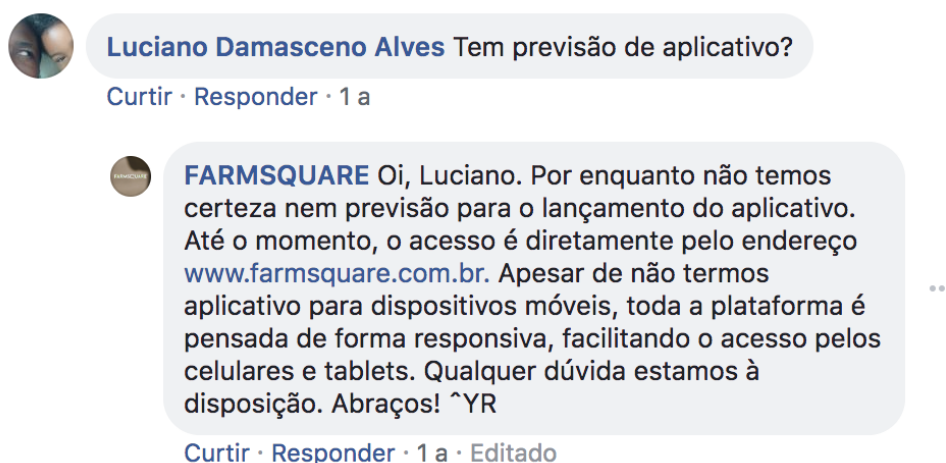 Luciano Damasceno Alves Tem previsão de aplicativo?
Curtir · Responder · 1 a
FARMSQUARE
FARMSQUARE Oi, Luciano. Por enquanto não temos
certeza nem previsão para o lançamento do aplicativo.
Até o momento, o acesso é diretamente pelo endereço
www.farmsquare.com.br. Apesar de não termos
aplicativo para dispositivos móveis, toda a plataforma é
pensada de forma responsiva, facilitando o acesso pelos
celulares e tablets. Qualquer dúvida estamos à
disposição. Abraços! ˆYR
Curtir · Responder · 1 a · Editado